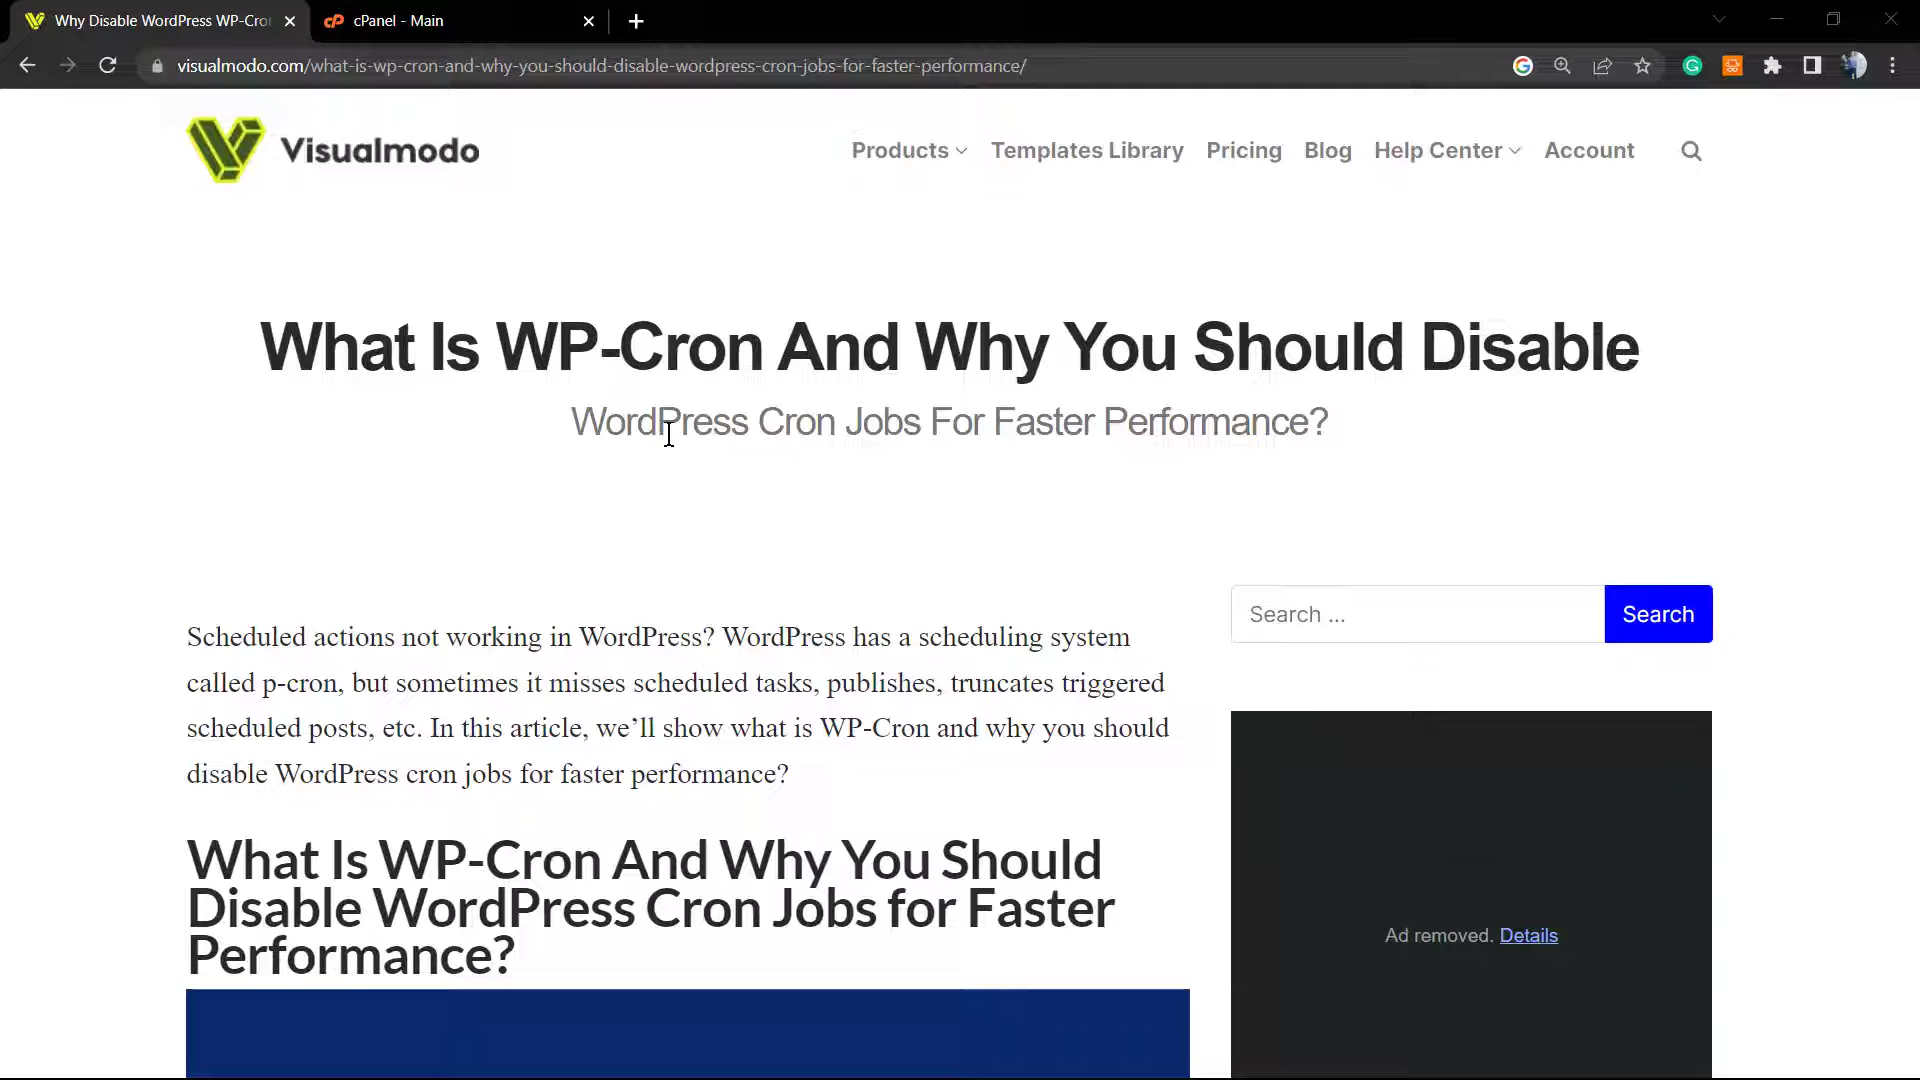 Why Disable WordPress WP-Cro
cPanel - Main
visualmodo.com/what-is-wp-cron-and-why-you-should-disable-wordpress-cron-jobs-for-faster-performance/
Visualmodo
Products
Templates Library
Pricing
Blog
Help Center
Account
What Is WP-Cron And Why You Should Disable
WordPress Cron Jobs For Faster Performance?
Scheduled actions not working in WordPress? WordPress has a scheduling system
called p-cron, but sometimes it misses scheduled tasks, publishes, truncates triggered
scheduled posts, etc. In this article, we’ll show what is WP-Cron and why you should
disable WordPress cron jobs for faster performance?
Search ...
Search
What Is WP-Cron And Why You Should
Disable WordPress Cron Jobs for Faster
Performance?
Ad removed. Details